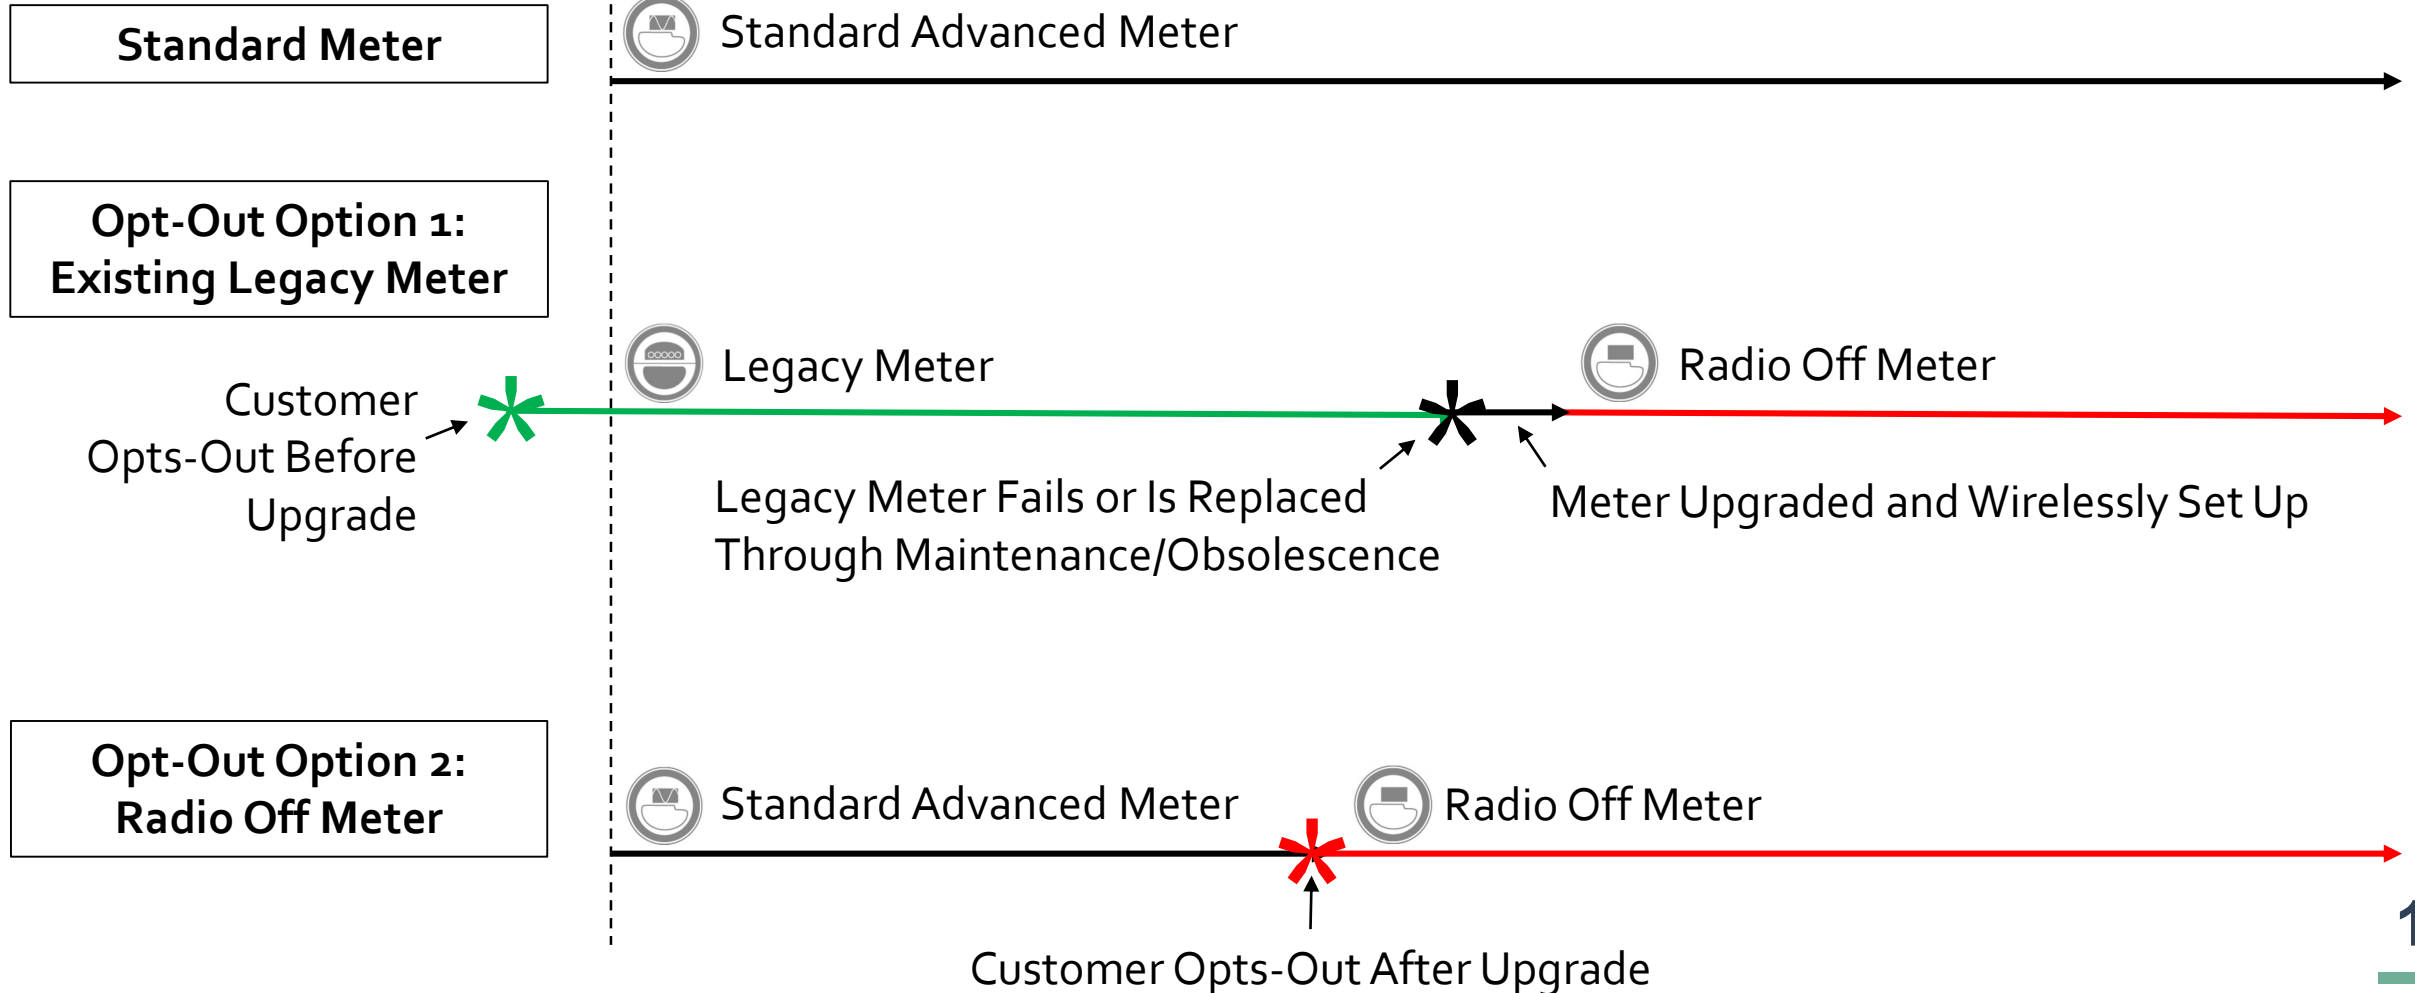 Standard Meter
Standard Advanced Meter
Opt-Out Option 1:
Existing Legacy Meter
Legacy Meter
Radio Off Meter
Customer
Opts-Out Before
Upgrade
Legacy Meter Fails or Is Replaced
Through Maintenance/Obsolescence
Meter Upgraded and Wirelessly Set Up
Opt-Out Option 2:
Radio Off Meter
Standard Advanced Meter
Radio Off Meter
Customer Opts-Out After Upgrade